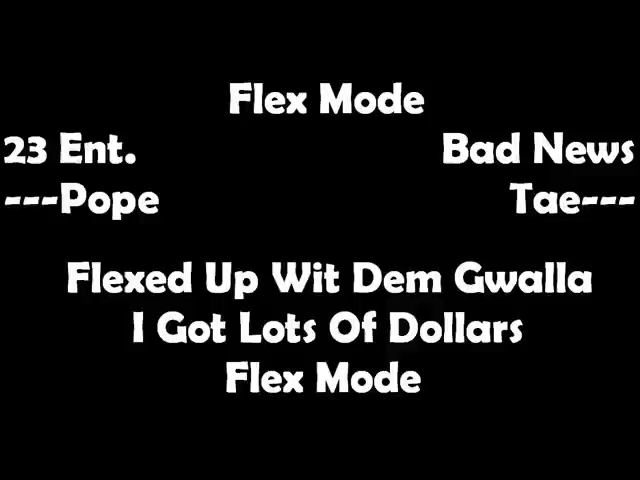 Flex Mode
23 Ent. Bad News
---Pope Tae---
Flexed Up Wit Dem Gwalla
I Got Lots Of Dollars
Flex Mode